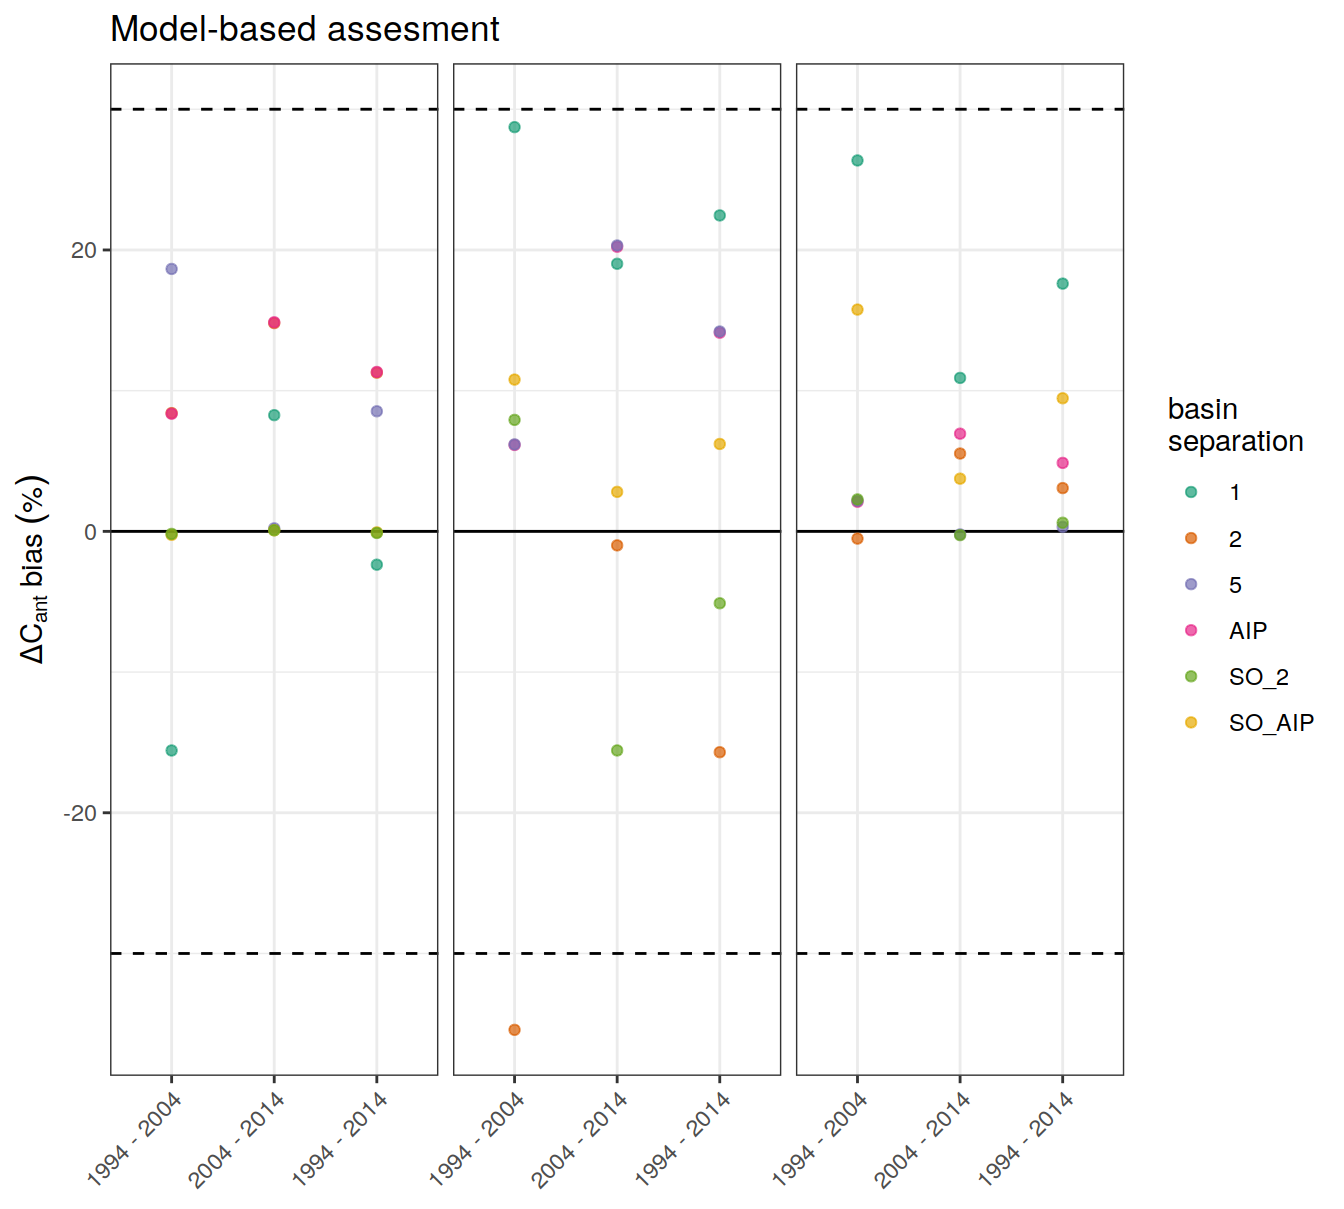 Model-based assesment
ΔCant bias (%)
20
0
-20
1994 - 2004
2004 - 2014
1994 - 2014
1994 - 2004
2004 - 2014
1994 - 2014
1994 - 2004
2004 - 2014
1994 - 2014
basin
separation
1
2
5
AIP
SO_2
SO_AIP